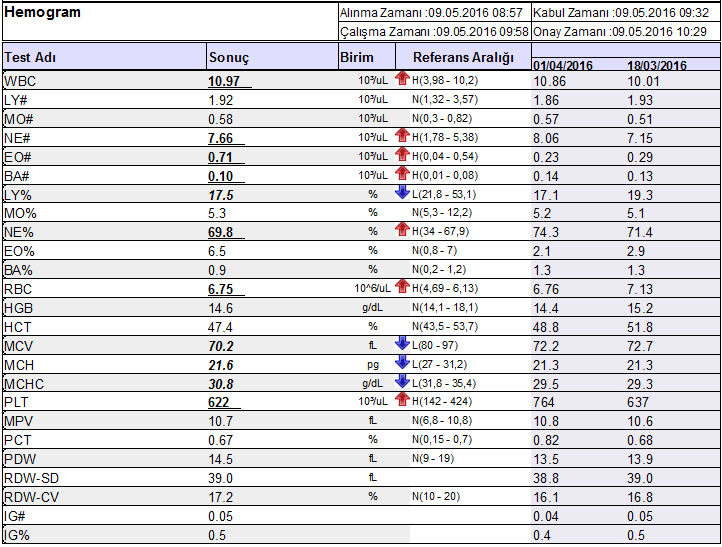 Hemogram
Alınma Zamanı :09.05.2016 08:57 Kabul Zamanı :09.05.2016 09:32
Çalışma Zamanı :09.05.2016 09:58 Onay Zamanı :09.05.2016 10:29
Test Adı Sonuç Birim Referans Aralığı 01/04/2016 18/03/2016
WBC 10.97 10³/uL H(3,98 - 10,2) 10.86 10.01
LY# 1.92 10³/uL N(1,32 - 3,57) 1.86 1.93
MO# 0.58 10³/uL N(0,3 - 0,82) 0.57 0.51
NE# 7.66 10³/uL H(1,78 - 5,38) 8.06 7.15
EO# 0.71 10³/uL H(0,04 - 0,54) 0.23 0.29
BA# 0.10 10³/uL H(0,01 - 0,08) 0.14 0.13
LY% 17.5 % L(21,8 - 53,1) 17.1 19.3
MO% 5.3 % N(5,3 - 12,2) 5.2 5.1
NE% 69.8 % H(34 - 67,9) 74.3 71.4
EO% 6.5 % N(0,8 - 7) 2.1 2.9
BA% 0.9 % N(0,2 - 1,2) 1.3 1.3
RBC 6.75 10^6/uL H(4,69 - 6,13) 6.76 7.13
HGB 14.6 g/dL N(14,1 - 18,1) 14.4 15.2
HCT 47.4 % N(43,5 - 53,7) 48.8 51.8
MCV 70.2 fL L(80 - 97) 72.2 72.7
MCH 21.6 pg L(27 - 31,2) 21.3 21.3
MCHC 30.8 g/dL L(31,8 - 35,4) 29.5 29.3
PLT 622 10³/uL H(142 - 424) 764 637
MPV 10.7 fL N(6,8 - 10,8) 10.8 10.6
PCT 0.67 % N(0,15 - 0,7) 0.82 0.68
PDW 14.5 fL N(9 - 19) 13.5 13.9
RDW-SD 39.0 fL 38.8 39.0
RDW-CV 17.2 % N(10 - 20) 16.1 16.8
IG# 0.05 0.04 0.05
IG% 0.5 0.4 0.5